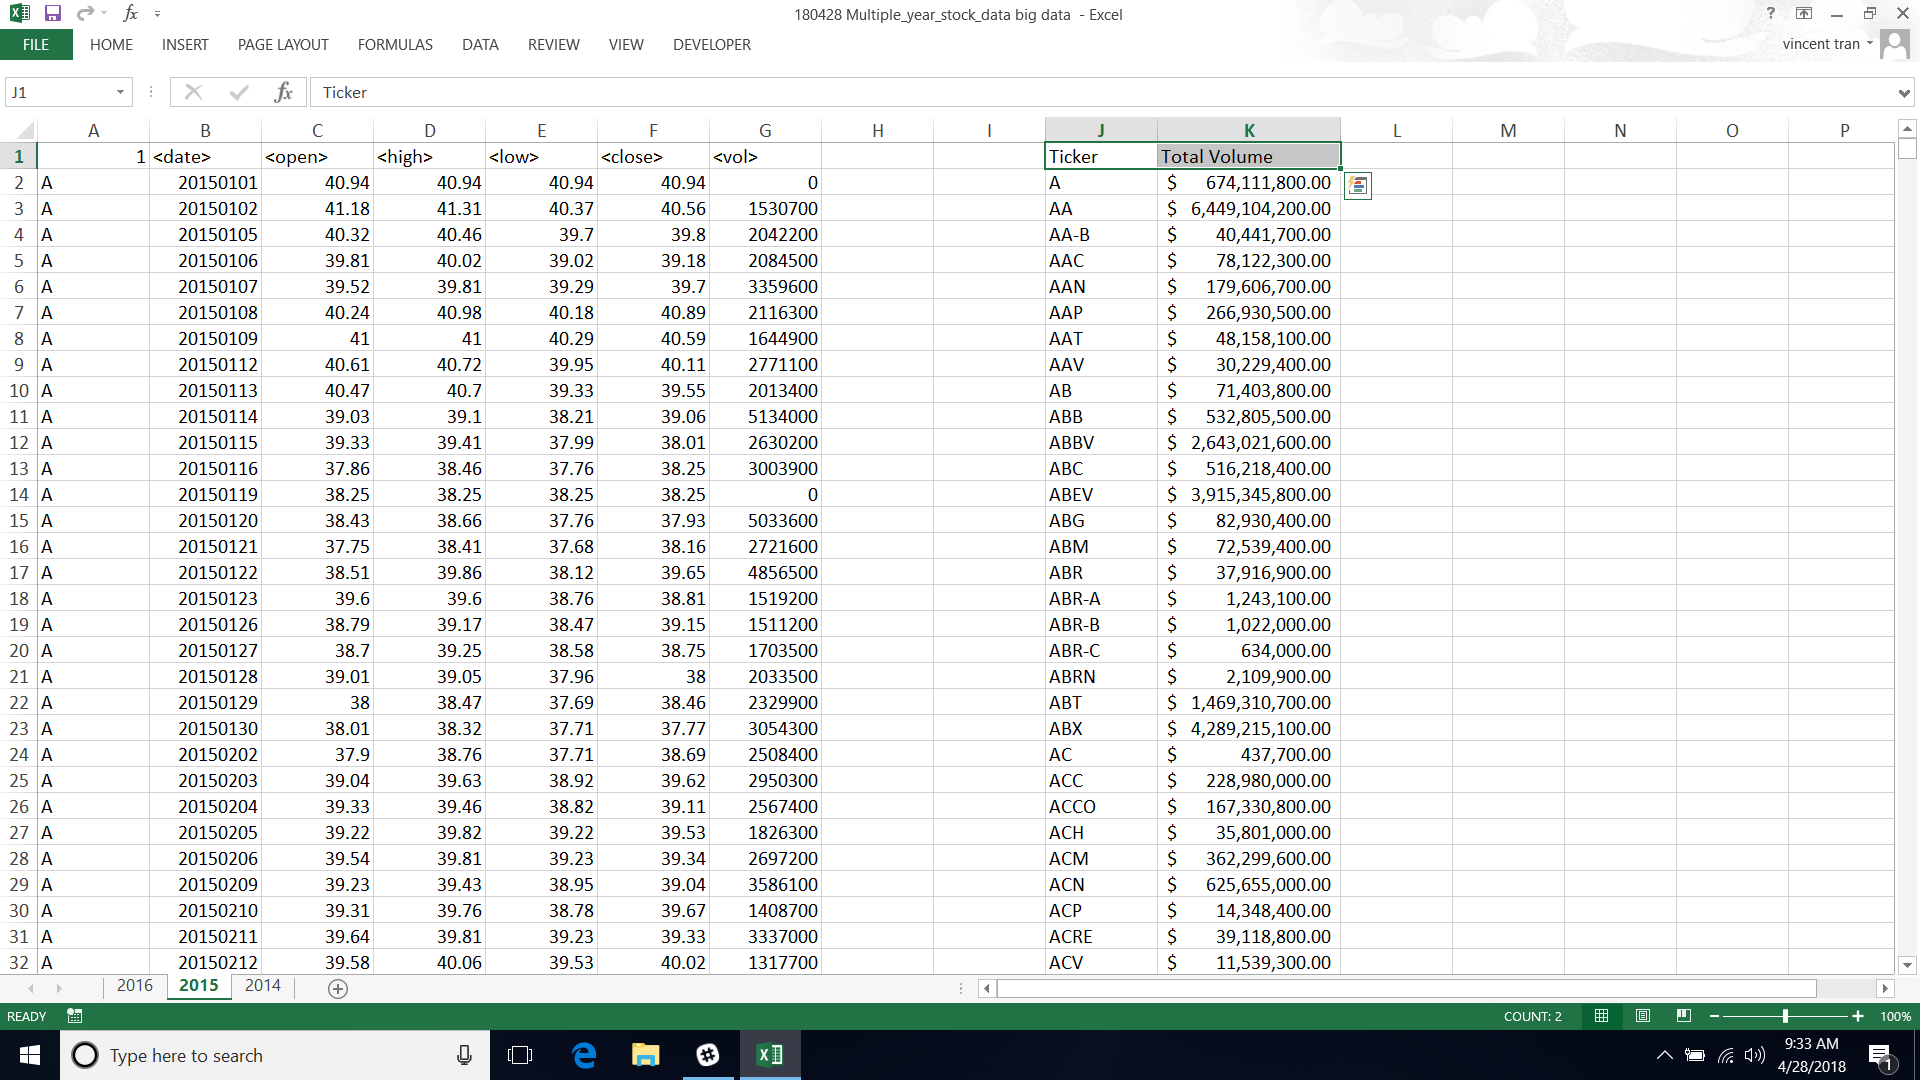 180428 Multiple_year_stock_data big data - Excel
FILE HOME INSERT PAGE LAYOUT FORMULAS DATA REVIEW VIEW DEVELOPER vincent tran
J1 fx Ticker
A B C D E F G H I J K L M N O P
1 1 <date> <open> <high> <low> <close> <vol> Ticker Total Volume
2 A 20150101 40.94 40.94 40.94 40.94 0 A $ 674,111,800.00
3 A 20150102 41.18 41.31 40.37 40.56 1530700 AA $ 6,449,104,200.00
4 A 20150105 40.32 40.46 39.7 39.8 2042200 AA-B $ 40,441,700.00
5 A 20150106 39.81 40.02 39.02 39.18 2084500 AAC $ 78,122,300.00
6 A 20150107 39.52 39.81 39.29 39.7 3359600 AAN $ 179,606,700.00
7 A 20150108 40.24 40.98 40.18 40.89 2116300 AAP $ 266,930,500.00
8 A 20150109 41 41 40.29 40.59 1644900 AAT $ 48,158,100.00
9 A 20150112 40.61 40.72 39.95 40.11 2771100 AAV $ 30,229,400.00
10 A 20150113 40.47 40.7 39.33 39.55 2013400 AB $ 71,403,800.00
11 A 20150114 39.03 39.1 38.21 39.06 5134000 ABB $ 532,805,500.00
12 A 20150115 39.33 39.41 37.99 38.01 2630200 ABBV $ 2,643,021,600.00
13 A 20150116 37.86 38.46 37.76 38.25 3003900 ABC $ 516,218,400.00
14 A 20150119 38.25 38.25 38.25 38.25 0 ABEV $ 3,915,345,800.00
15 A 20150120 38.43 38.66 37.76 37.93 5033600 ABG $ 82,930,400.00
16 A 20150121 37.75 38.41 37.68 38.16 2721600 ABM $ 72,539,400.00
17 A 20150122 38.51 39.86 38.12 39.65 4856500 ABR $ 37,916,900.00
18 A 20150123 39.6 39.6 38.76 38.81 1519200 ABR-A $ 1,243,100.00
19 A 20150126 38.79 39.17 38.47 39.15 1511200 ABR-B $ 1,022,000.00
20 A 20150127 38.7 39.25 38.58 38.75 1703500 ABR-C $ 634,000.00
21 A 20150128 39.01 39.05 37.96 38 2033500 ABRN $ 2,109,900.00
22 A 20150129 38 38.47 37.69 38.46 2329900 ABT $ 1,469,310,700.00
23 A 20150130 38.01 38.32 37.71 37.77 3054300 ABX $ 4,289,215,100.00
24 A 20150202 37.9 38.76 37.71 38.69 2508400 AC $ 437,700.00
25 A 20150203 39.04 39.63 38.92 39.62 2950300 ACC $ 228,980,000.00
26 A 20150204 39.33 39.46 38.82 39.11 2567400 ACCO $ 167,330,800.00
27 A 20150205 39.22 39.82 39.22 39.53 1826300 ACH $ 35,801,000.00
28 A 20150206 39.54 39.81 39.23 39.34 2697200 ACM $ 362,299,600.00
29 A 20150209 39.23 39.43 38.95 39.04 3586100 ACN $ 625,655,000.00
30 A 20150210 39.31 39.76 38.78 39.67 1408700 ACP $ 14,348,400.00
31 A 20150211 39.64 39.81 39.23 39.33 3337000 ACRE $ 39,118,800.00
32 A 20150212 39.58 40.06 39.53 40.02 1317700 ACV $ 11,539,300.00
2016 2015 2014
READY COUNT: 2 100%
Type here to search 9:33 AM
4/28/2018 1